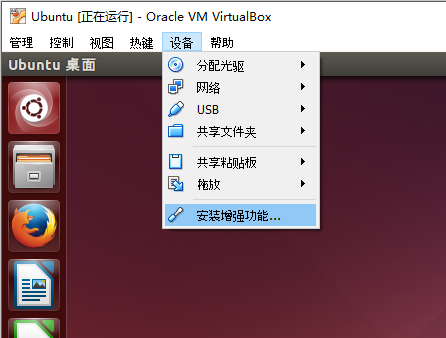 Ubuntu [正在运行] - Oracle VM VirtualBox
管理 控制 视图 热键 设备 帮助
Ubuntu 桌面
分配光驱
网络
USB
共享文件夹
共享粘贴板
拖放
安装增强功能...